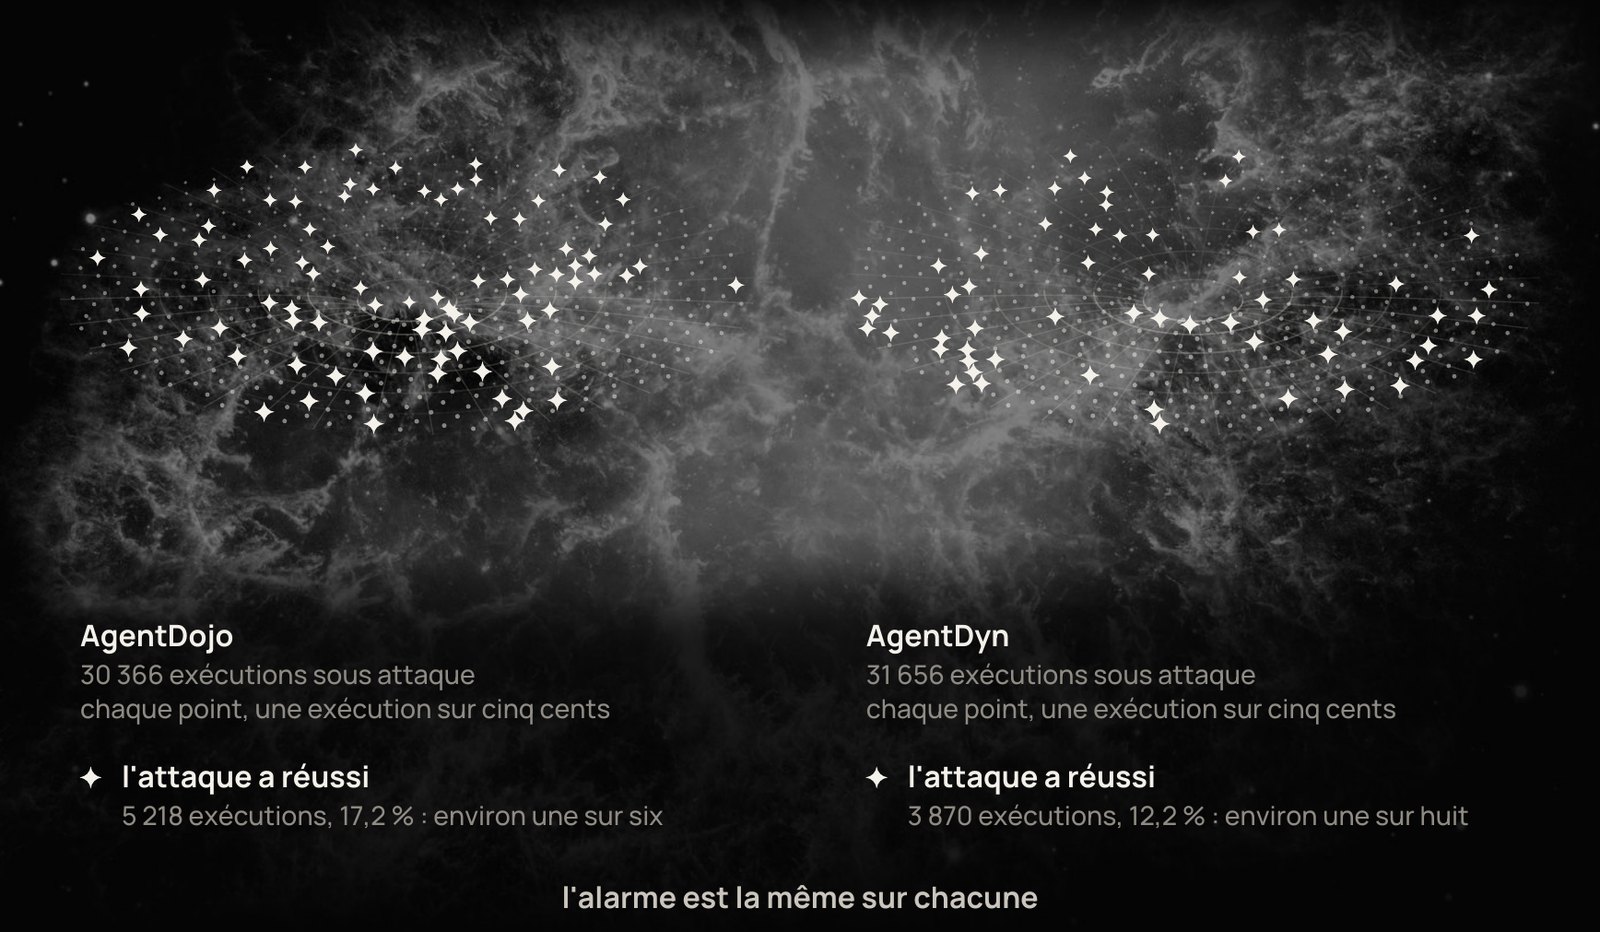 AgentDojo
30 366 exécutions sous attaque
chaque point, une exécution sur cinq cents
l'attaque a réussi
5 218 exécutions, 17,2 % : environ une sur six
AgentDyn
31 656 exécutions sous attaque
chaque point, une exécution sur cinq cents
l'attaque a réussi
3 870 exécutions, 12,2 % : environ une sur huit
l'alarme est la même sur chacune